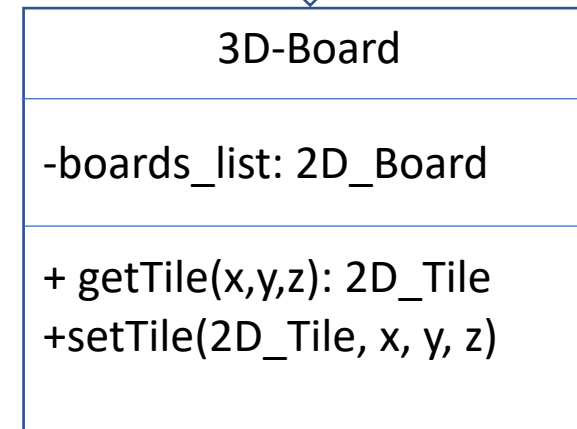 3D-Board
-boards_list: 2D_Board
+ getTile(x,y,z): 2D_Tile
+setTile(2D_Tile, x, y, z)